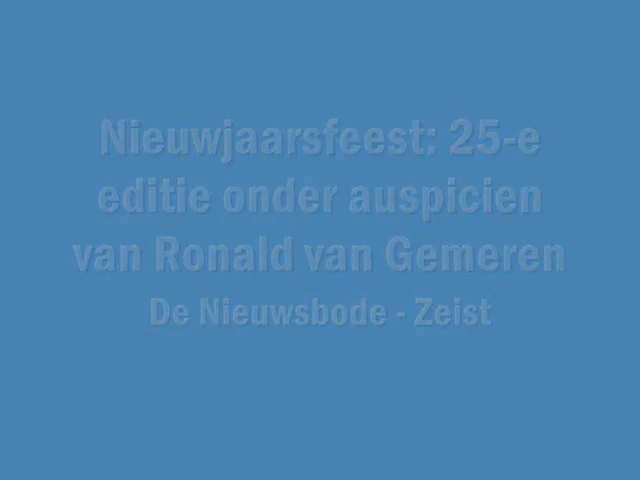 Nieuwjaarsfeest: 25-e
editie onder auspicien
van Ronald van Gemeren
De Nieuwsbode - Zeist